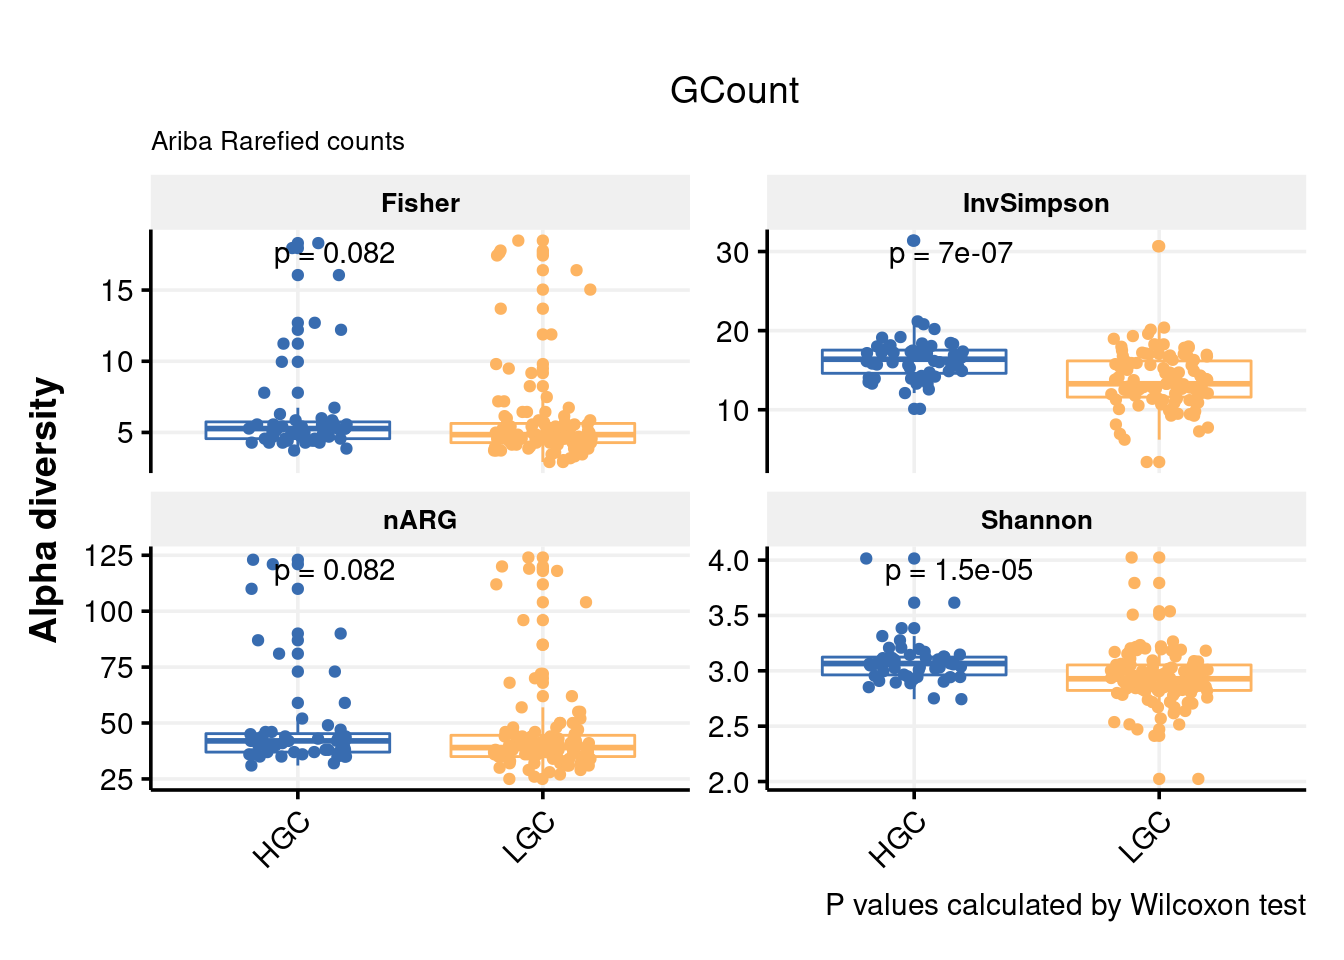 GCount
Ariba Rarefied counts
Alpha diversity
Fisher
p = 0.082
15
10
5
InvSimpson
p = 7e-07
30
20
10
nARG
p = 0.082
125
100
75
50
25
HGC
LGC
Shannon
p = 1.5e-05
4.0
3.5
3.0
2.5
2.0
HGC
LGC
P values calculated by Wilcoxon test